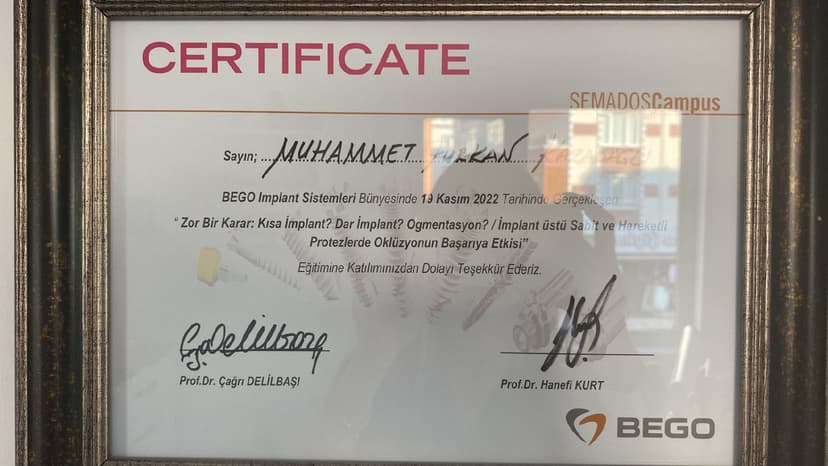 CERTIFICATE
SEMADOSCampus
Sayın; MUHAMMET
BEGO Implant Sistemleri Bünyesinde 19 Kasım 2022 Tarihinde Gerçekleşen
“Zor Bir Karar: Kısa İmplant? Dar İmplant? Ogmentasyon? / İmplant üstü Sabit ve Hareketli
Protezlerde Oklüzyonun Başarıya Etkisi”
Eğitimine Katılımınızdan Dolayı Teşekkür Ederiz.
Prof.Dr. Çağrı DELİLBAŞI
Prof.Dr. Hanefi KURT
BEGO